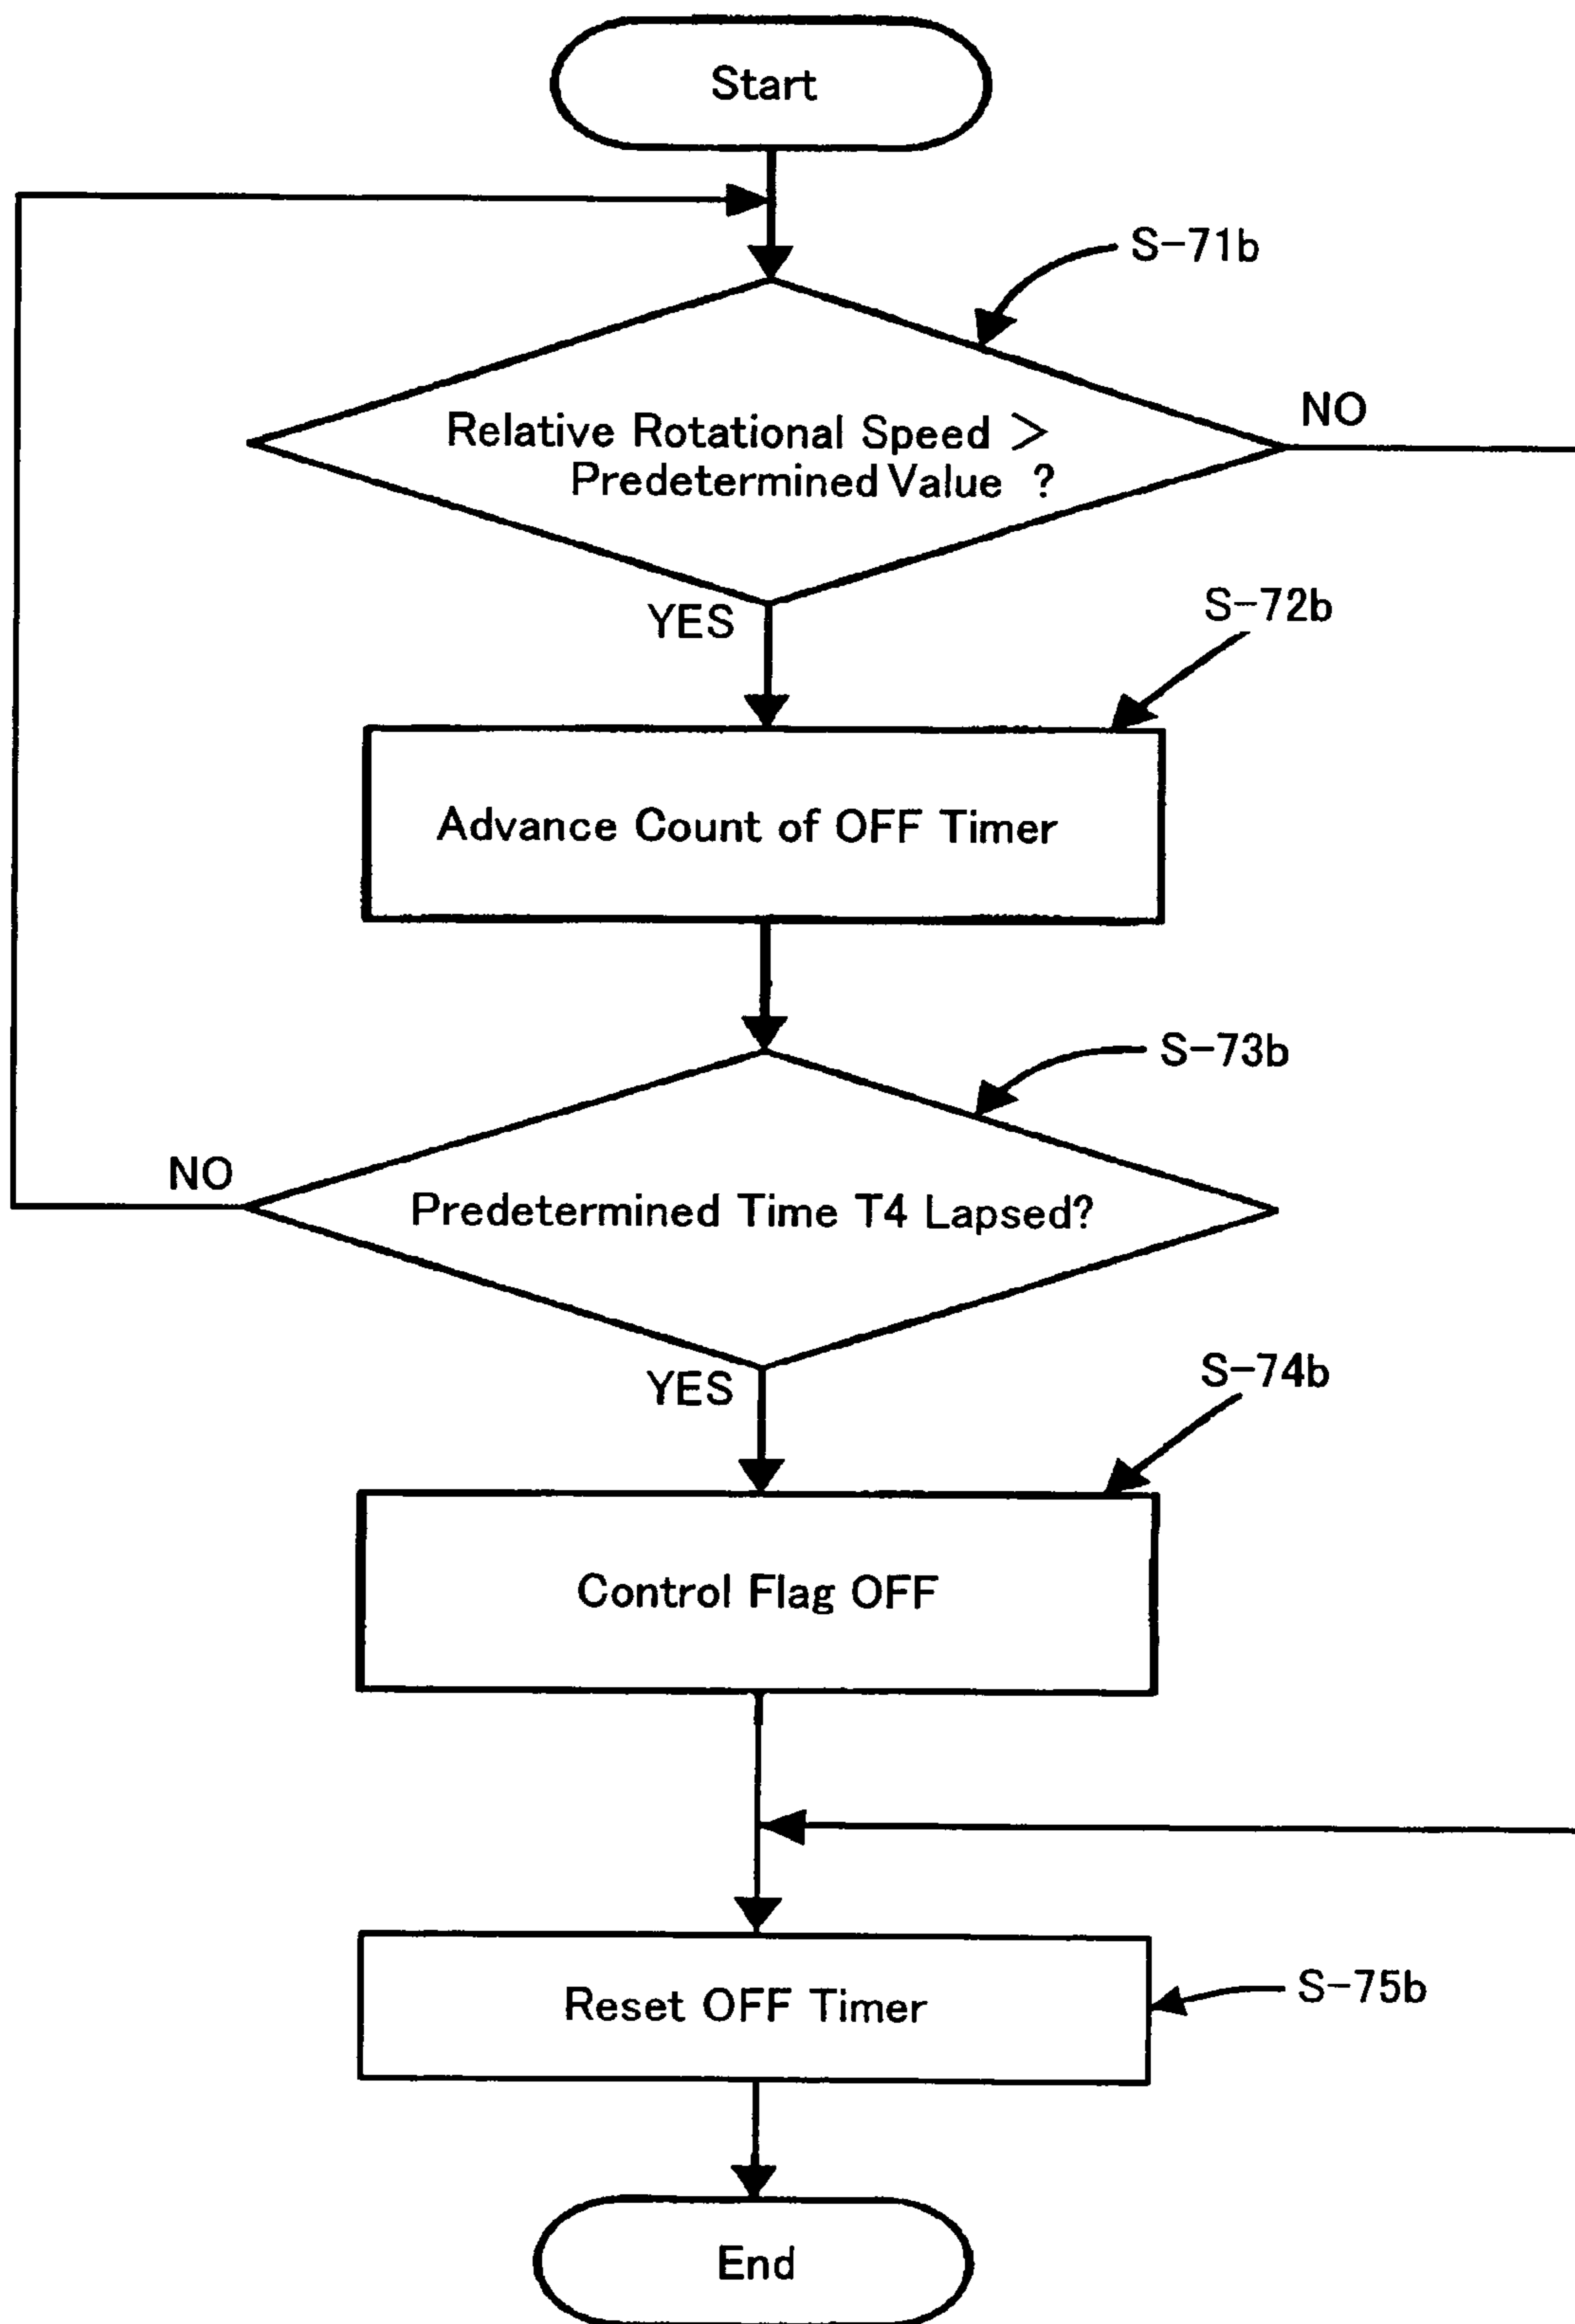 Start
S-71b
Relative Rotational Speed >
Predetermined Value ?
NO
YES
S-72b
Advance Count of OFF Timer
S-73b
NO
Predetermined Time T4 Lapsed?
YES
S-74b
Control Flag OFF
Reset OFF Timer
S-75b
End